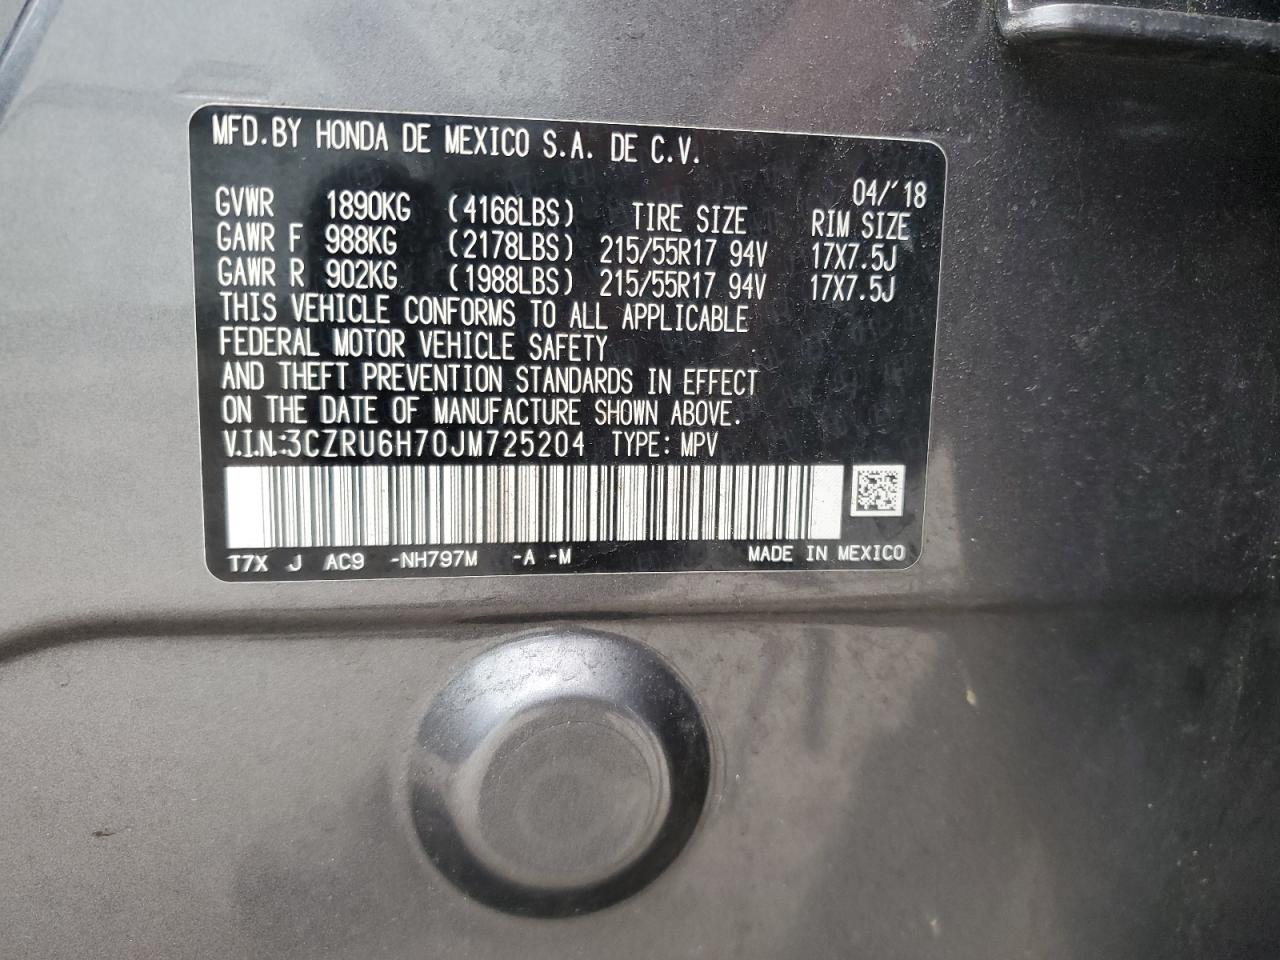 MFD.BY HONDA DE MEXICO S.A. DE C.V.
04/'18
GVWR 1890KG (4166LBS) TIRE SIZE RIM SIZE
GAWR F 988KG (2178LBS) 215/55R17 94V 17X7.5J
GAWR R 902KG (1988LBS) 215/55R17 94V 17X7.5J
THIS VEHICLE CONFORMS TO ALL APPLICABLE
FEDERAL MOTOR VEHICLE SAFETY
AND THEFT PREVENTION STANDARDS IN EFFECT
ON THE DATE OF MANUFACTURE SHOWN ABOVE.
V.I.N.:3CZRU6H70JM725204 TYPE: MPV
T7X J AC9 -NH797M -A -M MADE IN MEXICO